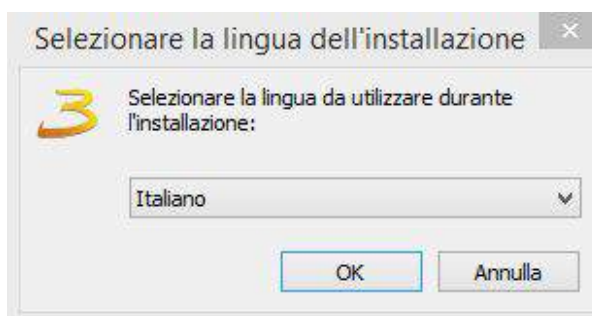 Selezionare la lingua dell'installazione
Selezionare la lingua da utilizzare durante
l'installazione:
Italiano
OK
Annulla